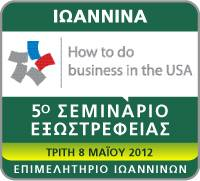 ΙΩΑΝΝΙΝΑ
How to do
business in the USA
5Ο ΣΕΜΙΝΑΡΙΟ
ΕΞΩΣΤΡΕΦΕΙΑΣ
ΤΡΙΤΗ 8 ΜΑΪΟΥ 2012
ΕΠΙΜΕΛΗΤΗΡΙΟ ΙΩΑΝΝΙΝΩΝ